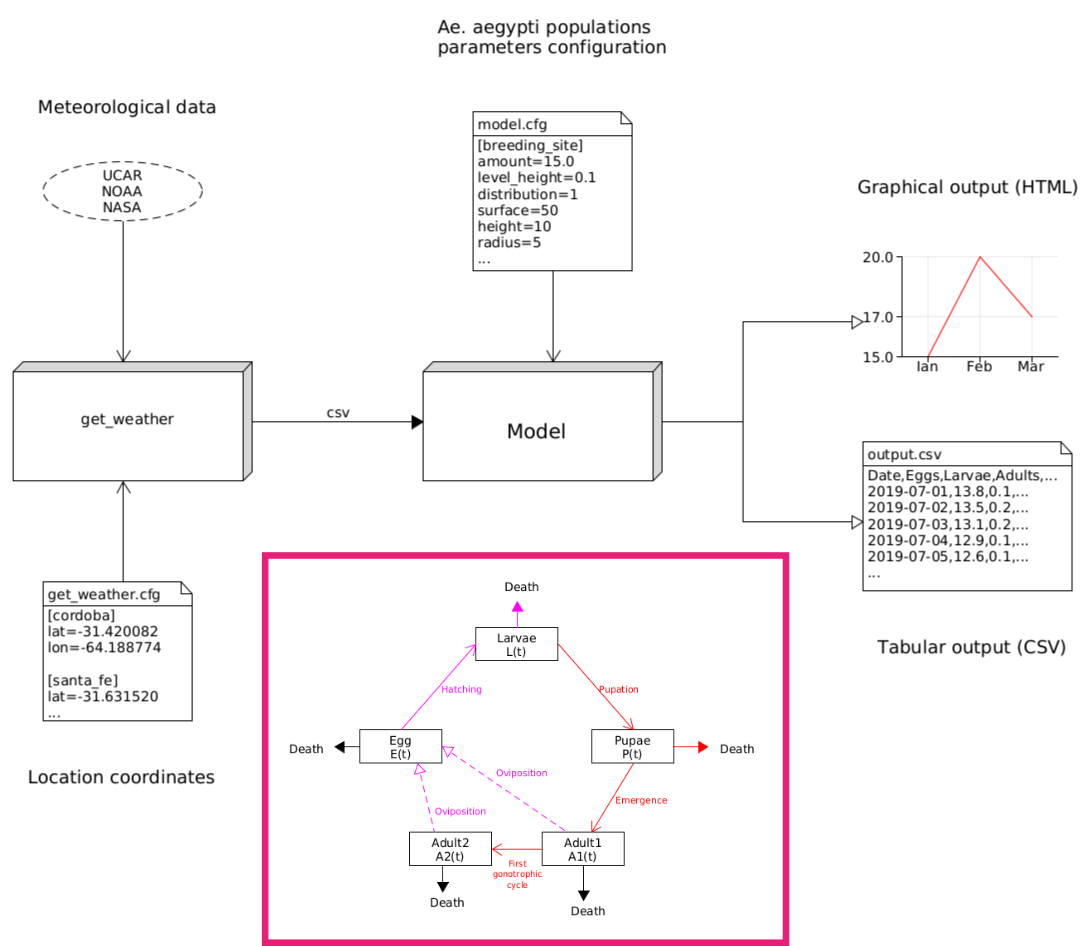 Ae. aegypti populations
parameters configuration
Meteorological data
UCAR
NOAA
NASA
model.cfg
[breeding_site]
amount=15.0
level_height=0.1
distribution=1
surface=50
height=10
radius=5
...
Graphical output (HTML)
20.0
17.0
15.0
Jan
Feb
Mar
get_weather
csv
Model
output.csv
Date,Eggs,Larvae,Adults,...
2019-07-01,13.8,0.1,...
2019-07-02,13.5,0.2,...
2019-07-03,13.1,0.2,...
2019-07-04,12.9,0.1,...
2019-07-05,12.6,0.1,...
...
Tabular output (CSV)
get_weather.cfg
[cordoba]
lat=-31.420082
lon=-64.188774
[santa_fe]
lat=-31.631520
...
Location coordinates
Death
Larvae
L(t)
Hatching
Pupation
Death
Egg
E(t)
Pupae
P(t)
Death
Oviposition
Emergence
Oviposition
Adult2
A2(t)
Adult1
A1(t)
First
gonotrophic
cycle
Death
Death